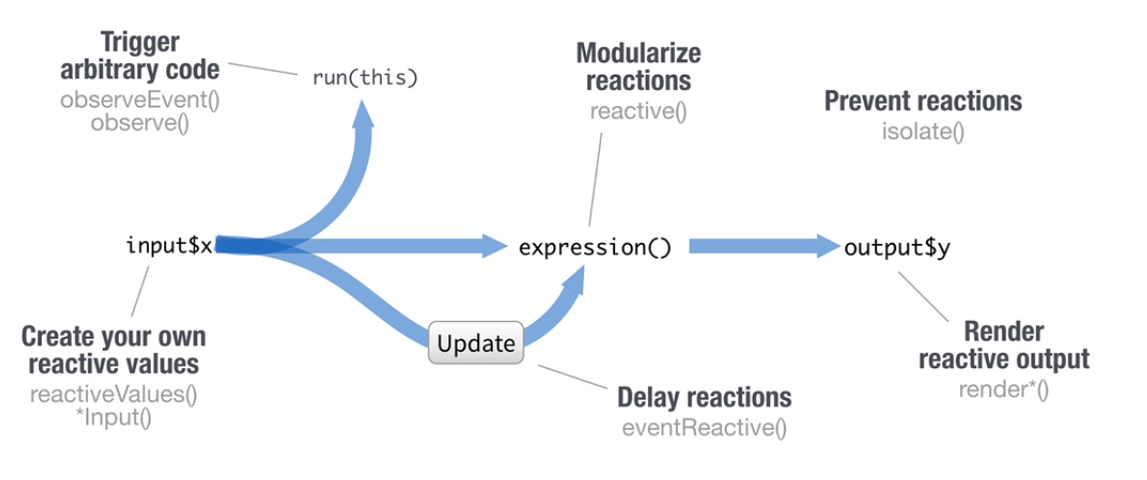 Trigger
arbitrary code
observeEvent()
observe()
run(this)
Modularize
reactions
reactive()
Prevent reactions
isolate()
input$x
expression()
output$y
Create your own
reactive values
reactiveValues()
*Input()
Update
Delay reactions
eventReactive()
Render
reactive output
render*()